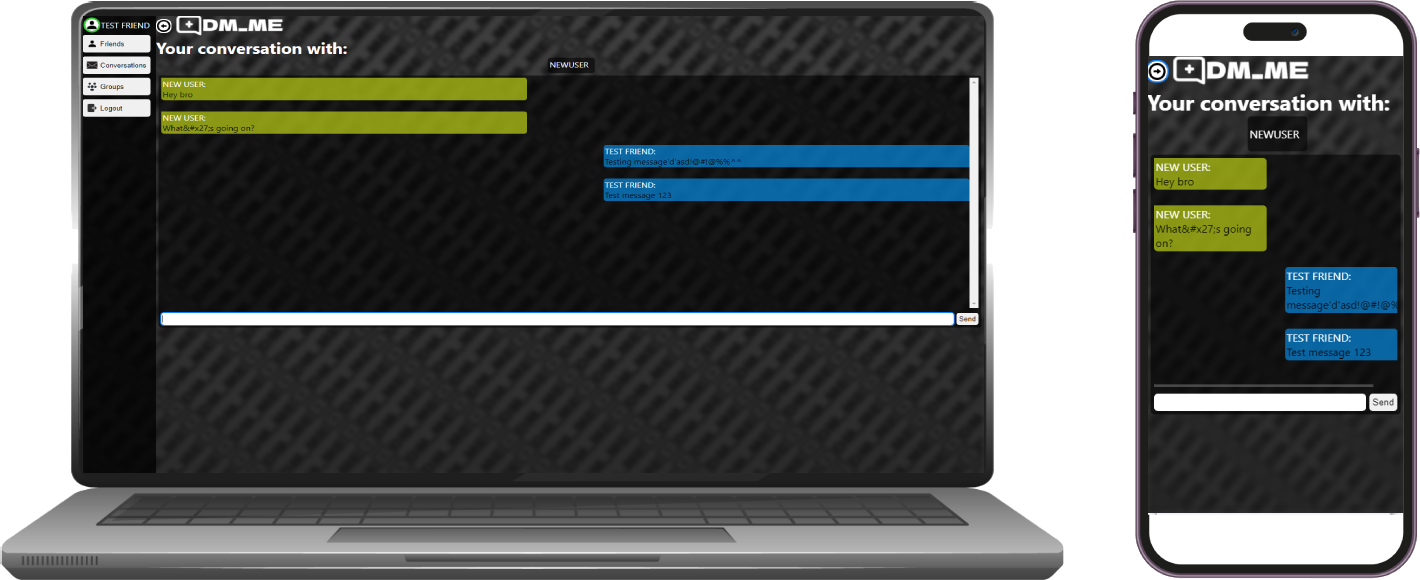 TEST FRIEND
DM_ME
Friends
Conversations
Groups
Logout
Your conversation with:
NEWUSER
NEW USER:
Hey bro
NEW USER:
What&#x27;s going on?
TEST FRIEND:
Testing message'd'asd!@#!@%%^^
TEST FRIEND:
Test message 123
Send
DM_ME
Your conversation with:
NEWUSER
NEW USER:
Hey bro
NEW USER:
What&#x27;s going
on?
TEST FRIEND:
Testing
message'd'asd!@#!@%
TEST FRIEND:
Test message 123
Send